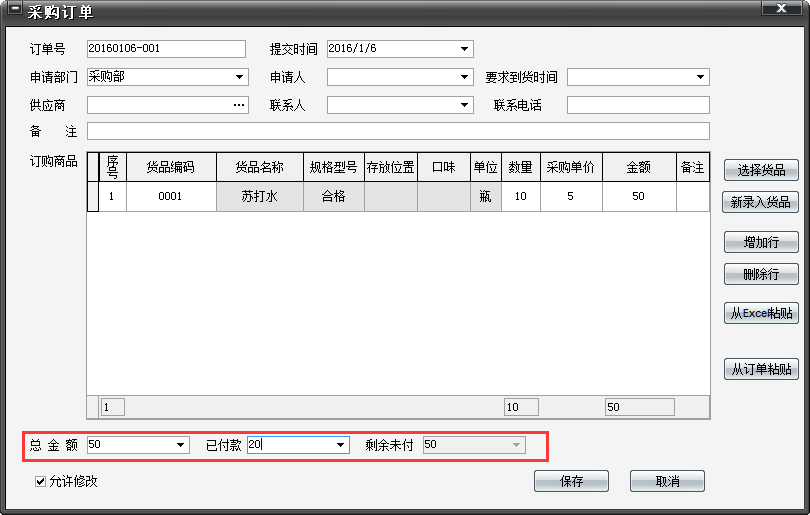 采购订单
订单号 20160106-001 提交时间 2016/1/6
申请部门 采购部 申请人 要求到货时间
供应商 ... 联系人 联系电话
备 注
订购商品 序号 货品编码 货品名称 规格型号 存放位置 口味 单位 数量 采购单价 金额 备注
1 0001 苏打水 合格 瓶 10 5 50
选择货品
新录入货品
增加行
删除行
从Excel粘贴
从订单粘贴
1 10 50
总 金 额 50 已付款 20 剩余未付 50
允许修改 保存 取消